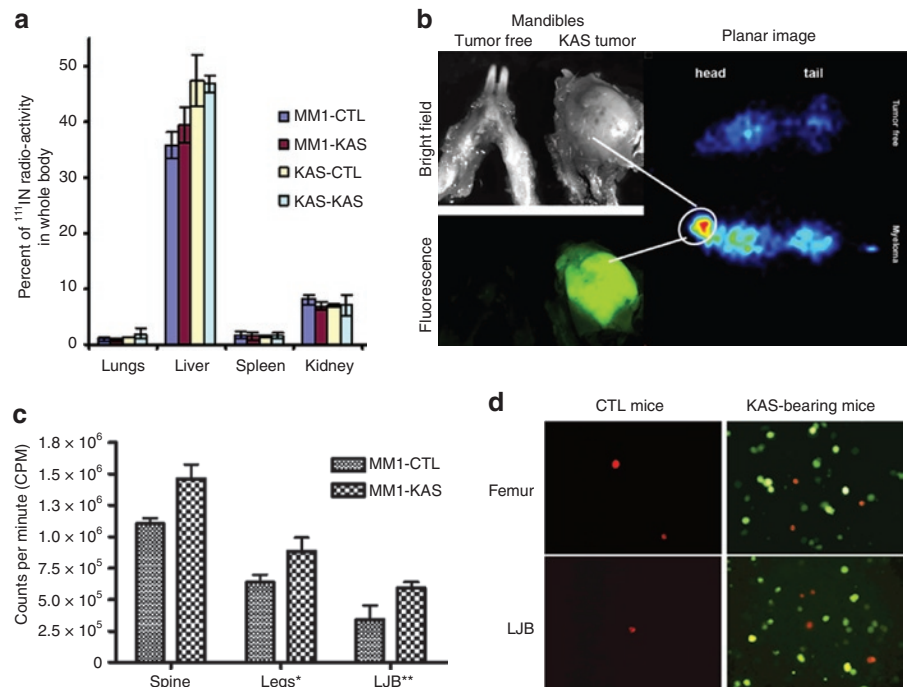 a
Percent of ¹¹¹IN radio-activity
in whole body
50
40
30
20
10
0
Lungs
Liver
Spleen
Kidney
MM1-CTL
MM1-KAS
KAS-CTL
KAS-KAS
b
Mandibles
Tumor free
KAS tumor
Planar image
Bright field
Fluorescence
head
tail
Tumor free
Myeloma
c
Counts per minute (CPM)
1.8 × 10⁶
1.5 × 10⁶
1.3 × 10⁶
1.0 × 10⁶
7.5 × 10⁵
5.0 × 10⁵
2.5 × 10⁵
0
MM1-CTL
MM1-KAS
Spine
Legs*
LJB**
d
CTL mice
KAS-bearing mice
Femur
LJB